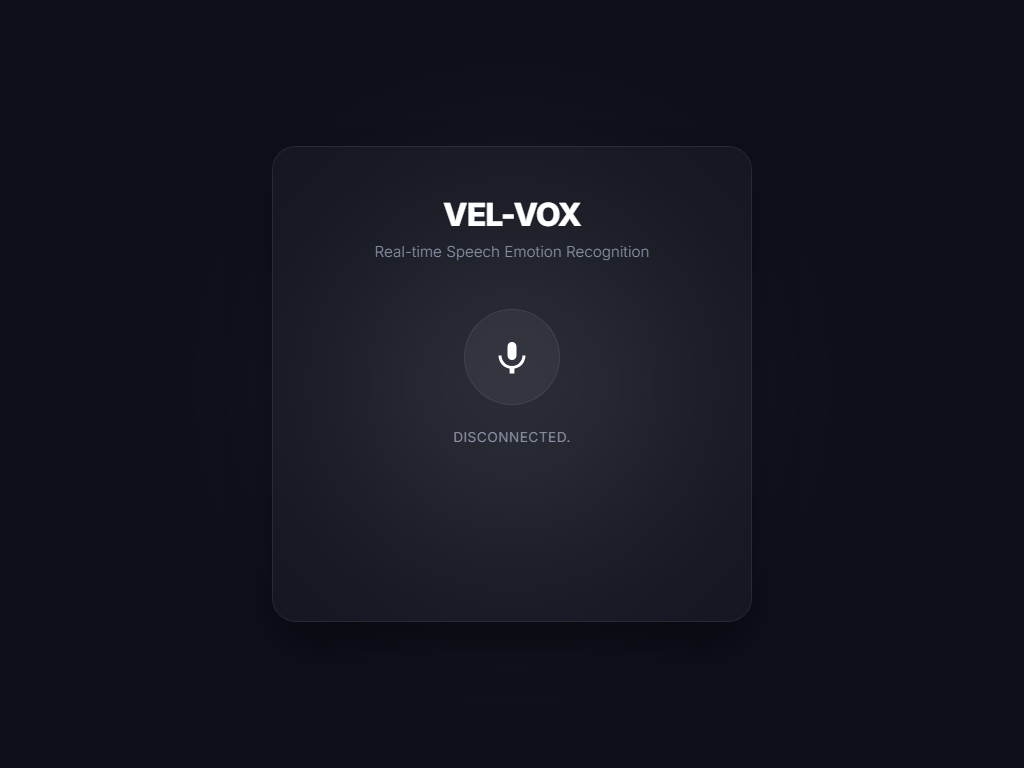 VEL-VOX
Real-time Speech Emotion Recognition
DISCONNECTED.